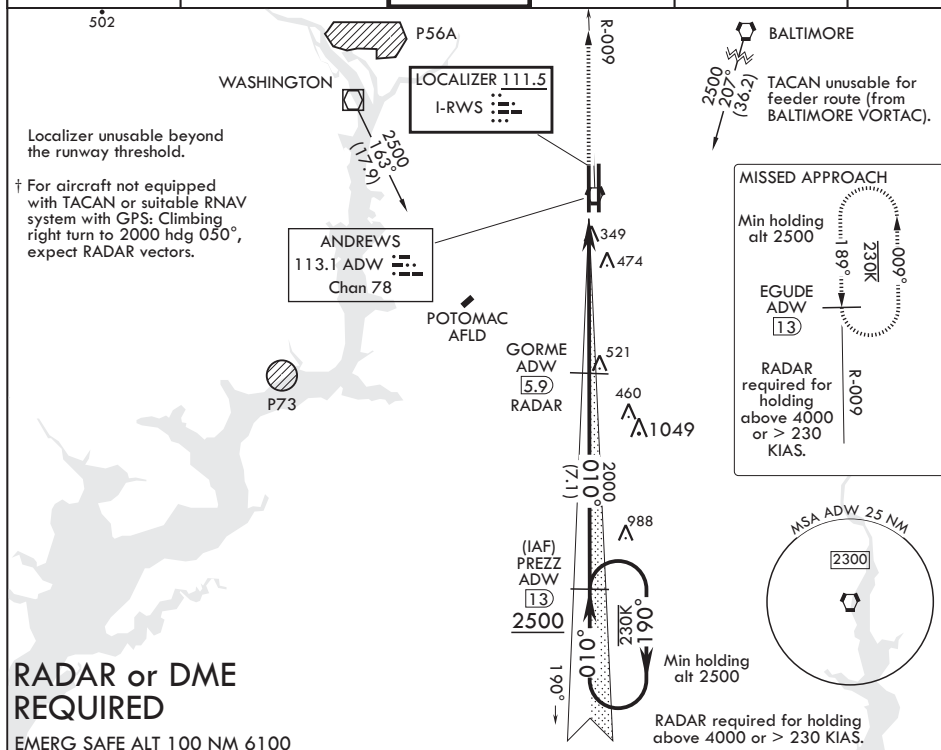 502
P56A
WASHINGTON
2500
163°
(17.9)
LOCALIZER 111.5
I-RWS
R-009
BALTIMORE
2500
207°
(36.2)
TACAN unusable for
feeder route (from
BALTIMORE VORTAC).
Localizer unusable beyond
the runway threshold.
† For aircraft not equipped
with TACAN or suitable RNAV
system with GPS: Climbing
right turn to 2000 hdg 050°,
expect RADAR vectors.
ANDREWS
113.1 ADW
Chan 78
POTOMAC
AFLD
P73
349
474
GORME
ADW
5.9
RADAR
521
460
1049
2000
010°
(7.1)
988
(IAF)
PREZZ
ADW
13
2500
010°
230K
190°
190°
Min holding
alt 2500
RADAR required for holding
above 4000 or > 230 KIAS.
MISSED APPROACH
Min holding
alt 2500
189°
230K
009°
EGUDE
ADW
13
RADAR
required for
holding
above 4000
or > 230
KIAS.
R-009
MSA ADW 25 NM
2300
RADAR or DME
REQUIRED
EMERG SAFE ALT 100 NM 6100